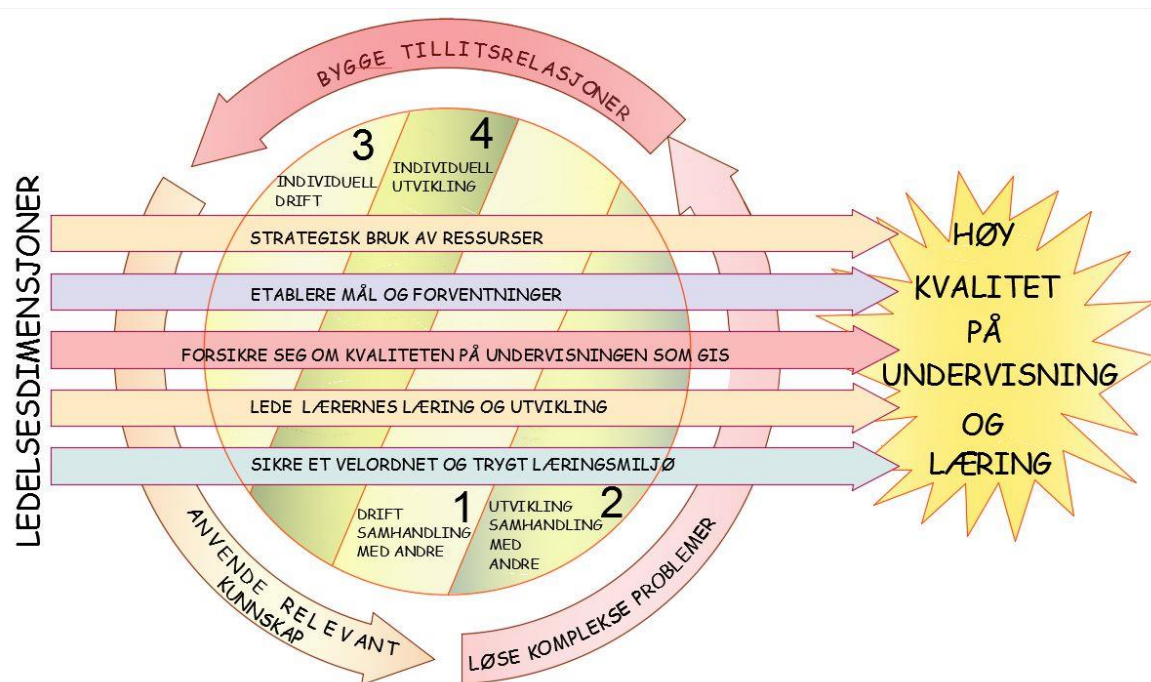 LEDELSESDIMENSJONER
BYGGE TILLITSRELASJONER
3
INDIVIDUELL
DRIFT
4
INDIVIDUELL
UTVIKLING
STRATEGISK BRUK AV RESSURSER
ETABLERE MÅL OG FORVENTNINGER
FORSIKRE SEG OM KVALITETEN PÅ UNDERVISNINGEN SOM GIS
LEDE LÆRERNES LÆRING OG UTVIKLING
SIKRE ET VELORDNET OG TRYGT LÆRINGSMILJØ
1
DRIFT
SAMHANDLING
MED ANDRE
2
UTVIKLING
SAMHANDLING
MED
ANDRE
ANVENDE RELEVANT
KUNNSKAP
LØSE KOMPLEKSE PROBLEMER
HØY
KVALITET
PÅ
UNDERVISNING
OG
LÆRING